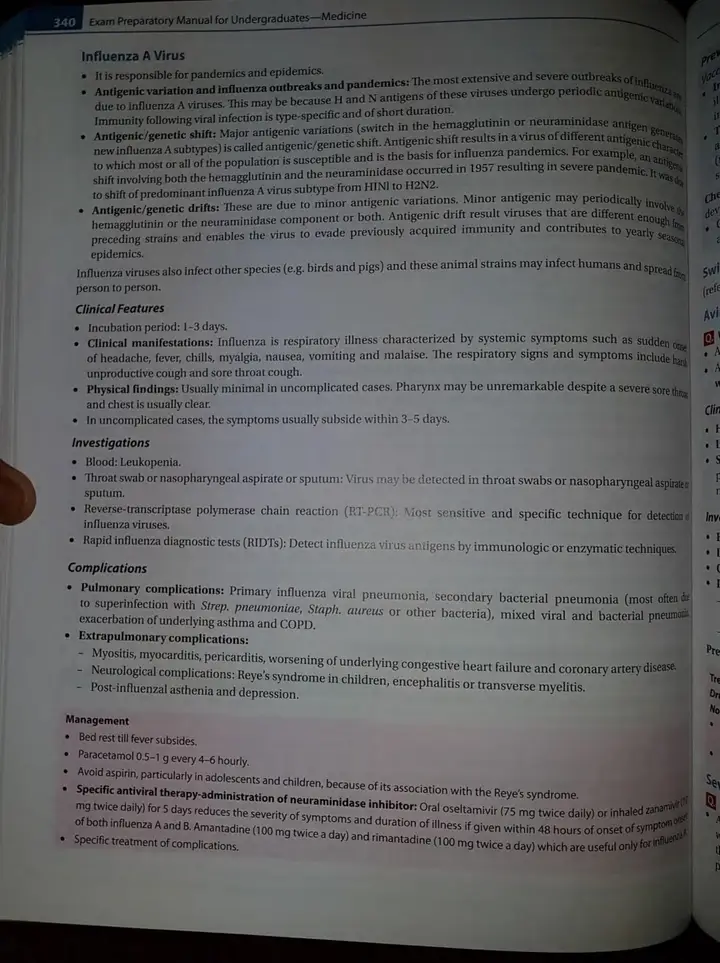 340 Exam Preparatory Manual for Undergraduates—Medicine
Influenza A Virus
• It is responsible for pandemics and epidemics.
• Antigenic variation and influenza outbreaks and pandemics: The most extensive and severe outbreaks of influenza
due to influenza A viruses. This may be because H and N antigens of these viruses undergo periodic antigenic
Immunity following viral infection is type-specific and of short duration.
• Antigenic/genetic shift: Major antigenic variations (switch in the hemagglutinin or neuraminidase antigen
new influenza A subtypes) is called antigenic/genetic shift. Antigenic shift results in a virus of different antigenic
to which most or all of the population is susceptible and is the basis for influenza pandemics. For example, an
shift involving both the hemagglutinin and the neuraminidase occurred in 1957 resulting in severe pandemic. It was
to shift of predominant influenza A virus subtype from HINI to H2N2.
• Antigenic/genetic drifts: These are due to minor antigenic variations. Minor antigenic may periodically involve
hemagglutinin or the neuraminidase component or both. Antigenic drift result viruses that are different enough from
preceding strains and enables the virus to evade previously acquired immunity and contributes to yearly
epidemics.
Influenza viruses also infect other species (e.g. birds and pigs) and these animal strains may infect humans and spread from
person to person.
Clinical Features
• Incubation period: 1–3 days.
• Clinical manifestations: Influenza is respiratory illness characterized by systemic symptoms such as sudden onset
of headache, fever, chills, myalgia, nausea, vomiting and malaise. The respiratory signs and symptoms include
unproductive cough and sore throat cough.
• Physical findings: Usually minimal in uncomplicated cases. Pharynx may be unremarkable despite a severe sore throat
and chest is usually clear.
• In uncomplicated cases, the symptoms usually subside within 3–5 days.
Investigations
• Blood: Leukopenia.
• Throat swab or nasopharyngeal aspirate or sputum: Virus may be detected in throat swabs or nasopharyngeal aspirate
sputum.
• Reverse-transcriptase polymerase chain reaction (RT-PCR): Most sensitive and specific technique for detection
influenza viruses.
• Rapid influenza diagnostic tests (RIDTs): Detect influenza virus antigens by immunologic or enzymatic techniques.
Complications
• Pulmonary complications: Primary influenza viral pneumonia, secondary bacterial pneumonia (most often
to superinfection with Strep. pneumoniae, Staph. aureus or other bacteria), mixed viral and bacterial pneumonia,
exacerbation of underlying asthma and COPD.
• Extrapulmonary complications:
– Myositis, myocarditis, pericarditis, worsening of underlying congestive heart failure and coronary artery disease.
– Neurological complications: Reye's syndrome in children, encephalitis or transverse myelitis.
– Post-influenzal asthenia and depression.
Management
• Bed rest till fever subsides.
• Paracetamol 0.5–1 g every 4–6 hourly.
• Avoid aspirin, particularly in adolescents and children, because of its association with the Reye's syndrome.
• Specific antiviral therapy-administration of neuraminidase inhibitor: Oral oseltamivir (75 mg twice daily) or inhaled zanamivir
mg twice daily) for 5 days reduces the severity of symptoms and duration of illness if given within 48 hours of onset of symptom
of both influenza A and B. Amantadine (100 mg twice a day) and rimantadine (100 mg twice a day) which are useful only for influenza
• Specific treatment of complications.